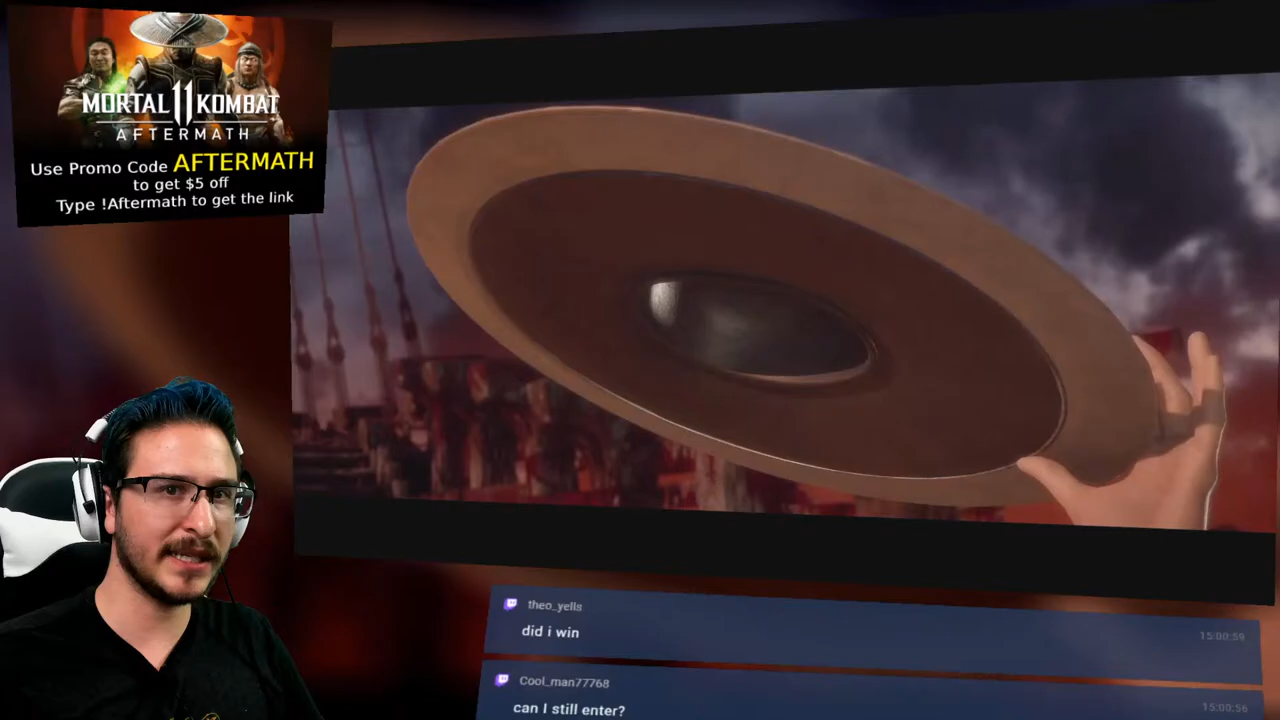 MORTAL KOMBAT
11
AFTERMATH
Use Promo Code AFTERMATH
to get $5 off
Type !Aftermath to get the link
theo_yells
did i win
15:00:59
Cool_man77768
can I still enter?
15:00:56